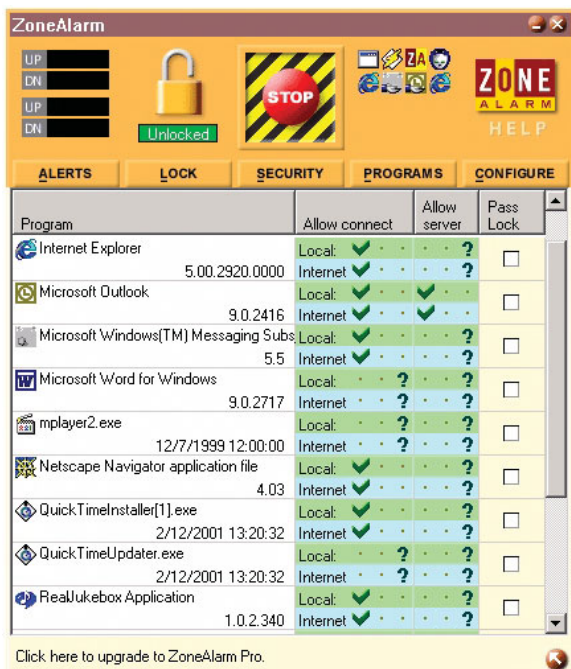 ZoneAlarm
UP
DN
UP
DN
Unlocked
STOP
ZA
ZONE
ALARM
HELP
ALERTS LOCK SECURITY PROGRAMS CONFIGURE
Program Allow connect Allow server Pass Lock
Internet Explorer Local: ?
5.00.2920.0000 Internet ?
Microsoft Outlook Local:
9.0.2416 Internet
Microsoft Windows(TM) Messaging Subs Local: ?
5.5 Internet ?
Microsoft Word for Windows Local: ? ?
9.0.2717 Internet ? ?
mplayer2.exe Local: ? ?
12/7/1999 12:00:00 Internet ? ?
Netscape Navigator application file Local: ?
4.03 Internet ?
QuickTimeInstaller[1].exe Local: ?
2/12/2001 13:20:32 Internet ?
QuickTimeUpdater.exe Local: ? ?
2/12/2001 13:20:32 Internet ? ?
RealJukebox Application Local: ?
1.0.2.340 Internet ?
Click here to upgrade to ZoneAlarm Pro.